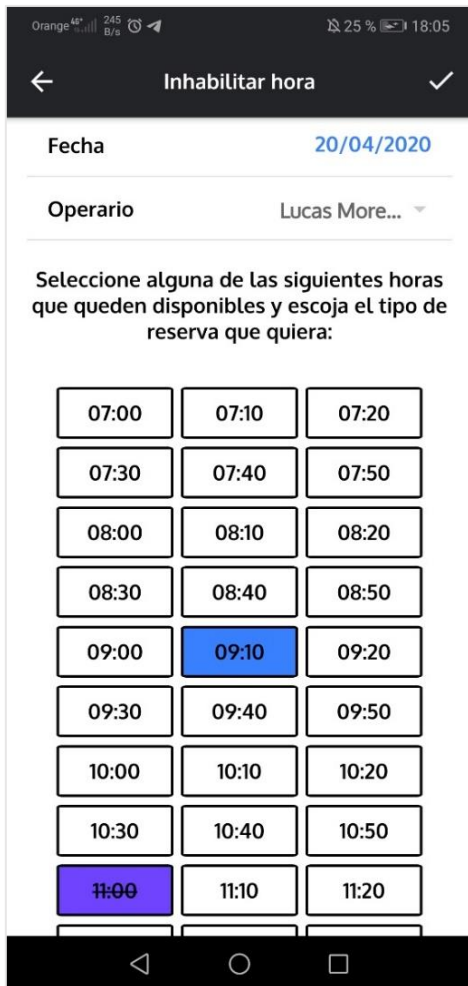 Orange 4G+ 245 B/s 25 % 18:05
Inhabilitar hora
Fecha 20/04/2020
Operario Lucas More...
Seleccione alguna de las siguientes horas
que queden disponibles y escoja el tipo de
reserva que quiera:
07:00 07:10 07:20
07:30 07:40 07:50
08:00 08:10 08:20
08:30 08:40 08:50
09:00 09:10 09:20
09:30 09:40 09:50
10:00 10:10 10:20
10:30 10:40 10:50
11:00 11:10 11:20